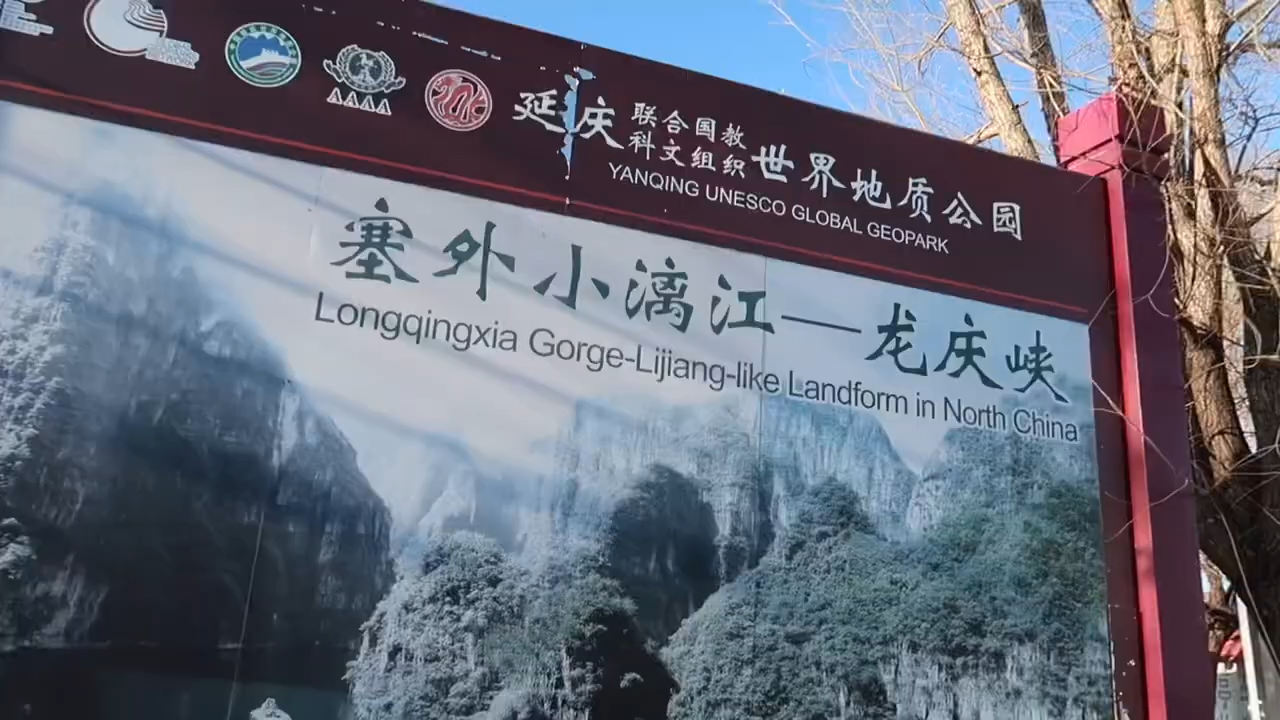 AAAA
延庆联合国教科文组织世界地质公园
YANQING UNESCO GLOBAL GEOPARK
塞外小漓江—龙庆峡
Longqingxia Gorge-Lijiang-like Landform in North China